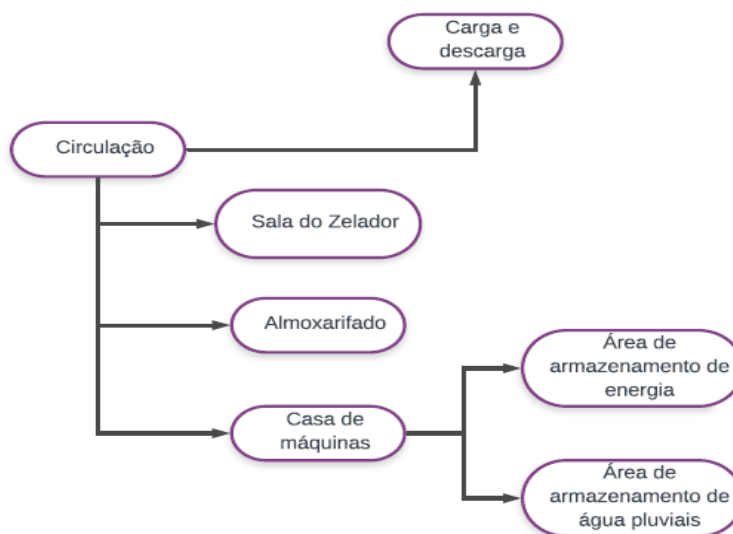 Carga e
descarga
Circulação
Sala do Zelador
Almoxarifado
Casa de
máquinas
Área de
armazenamento de
energia
Área de
armazenamento de
água pluviais